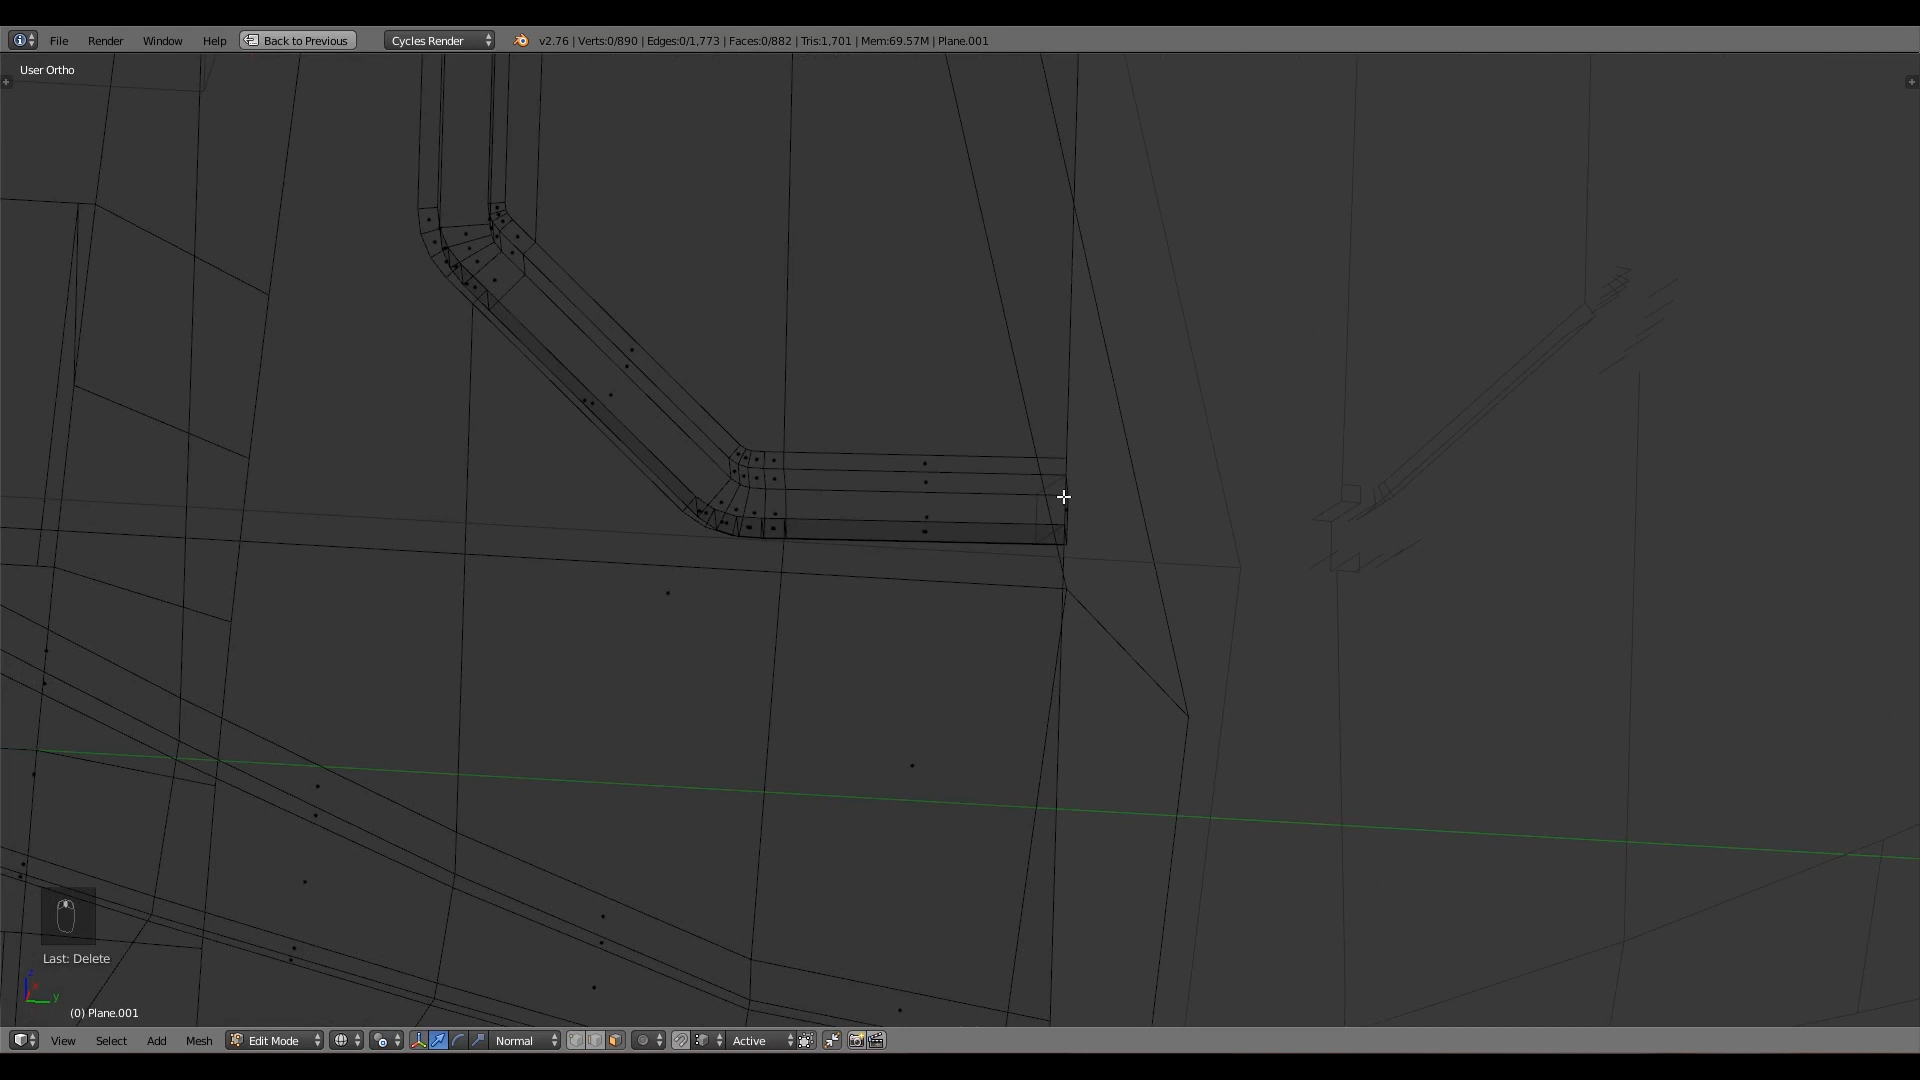 File Render Window Help Back to Previous Cycles Render v2.76 | Verts:0/890 | Edges:0/1,773 | Faces:0/882 | Tris:1,701 | Mem:69.57M | Plane.001
User Ortho
Last: Delete
z
y
(0) Plane.001
View Select Add Mesh Edit Mode Normal Active